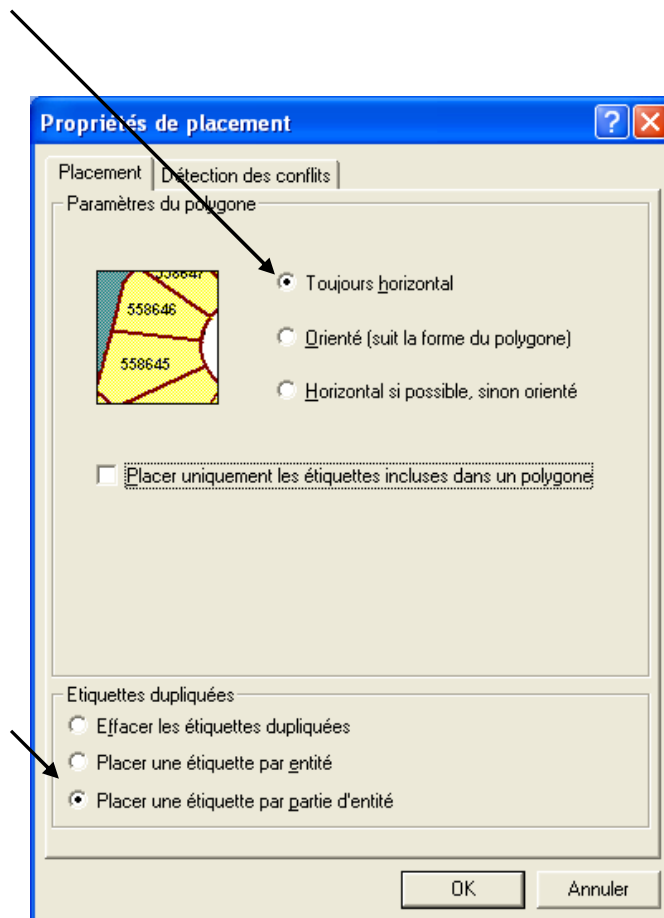 Propriétés de placement
Placement
Détection des conflits
Paramètres du polygone
558647
558646
558645
Toujours horizontal
Orienté (suit la forme du polygone)
Horizontal si possible, sinon orienté
Placer uniquement les étiquettes incluses dans un polygone
Etiquettes dupliquées
Effacer les étiquettes dupliquées
Placer une étiquette par entité
Placer une étiquette par partie d'entité
OK
Annuler